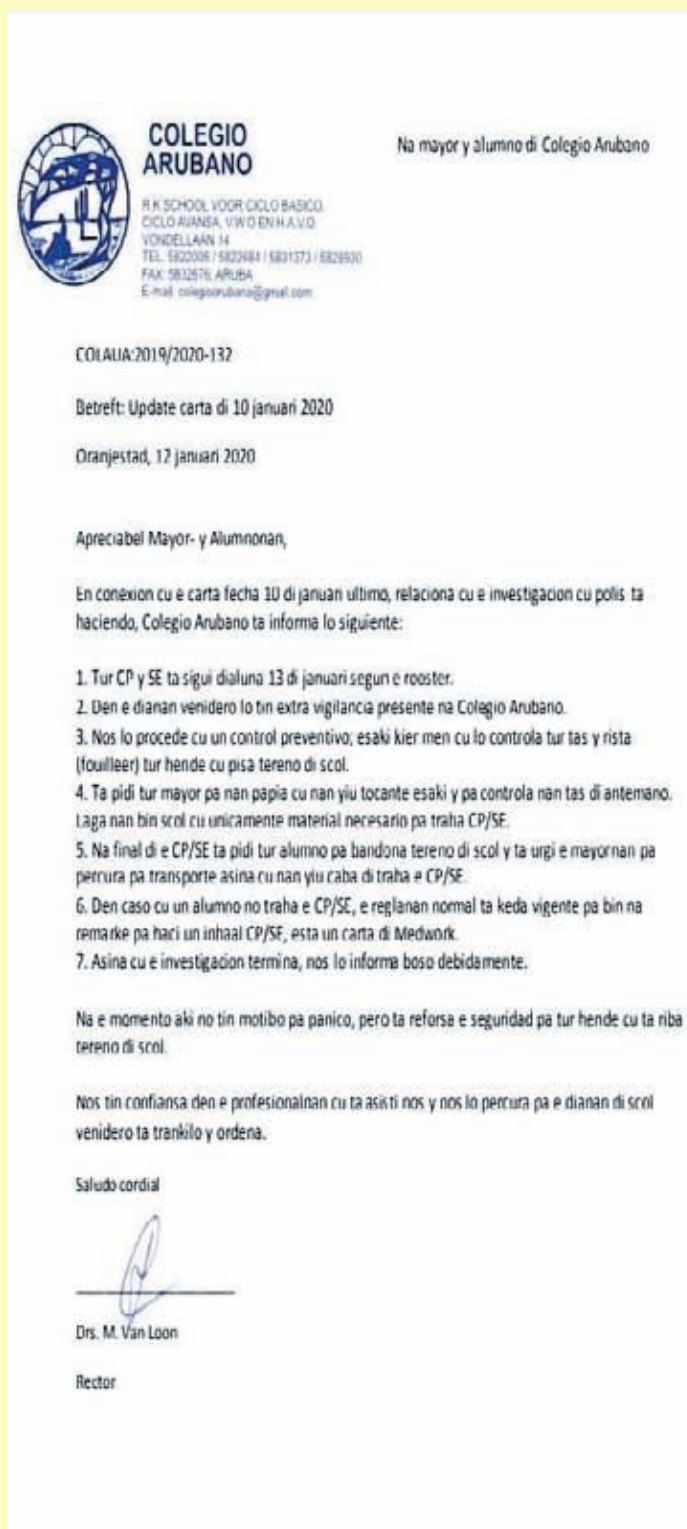 COLEGIO
ARUBANO
Na mayor y alumno di Colegio Arubano
R.K SCHOOL VOOR CICLO BASICO,
CICLO AVANSA, V.W.O EN H.A.V.O
VONDELLAAN 14
FAX: 5832576, ARUBA
COLAUA:2019/2020-132
Betreft: Update carta di 10 januari 2020
Oranjestad, 12 januari 2020
Apreciabel Mayor- y Alumnonan,
En conexion cu e carta fecha 10 di januari ultimo, relaciona cu e investigacion cu polis ta
haciendo, Colegio Arubano ta informa lo siguiente:
1. Tur CP y SE ta sigui dialuna 13 di januari segun e rooster.
2. Den e dianan venidero lo tin extra vigilancia presente na Colegio Arubano.
3. Nos lo procede cu un control preventivo; esaki kier men cu lo controla tur tas y rista
(fouilleer) tur hende cu pisa tereno di scol.
4. Ta pidi tur mayor pa nan papia cu nan yiu tocante esaki y pa controla nan tas di antemano.
Laga nan bin scol cu unicamente material necesario pa traha CP/SE.
5. Na final di e CP/SE ta pidi tur alumno pa bandona tereno di scol y ta urgi e mayornan pa
percura pa transporte asina cu nan yiu caba di traha e CP/SE.
6. Den caso cu un alumno no traha e CP/SE, e reglanan normal ta keda vigente pa bin na
remarke pa haci un inhaal CP/SE, esta un carta di Medwork.
7. Asina cu e investigacion termina, nos lo informa boso debidamente.
Na e momento aki no tin motibo pa panico, pero ta reforsa e seguridad pa tur hende cu ta riba
tereno di scol.
Nos tin confiansa den e profesionalnan cu ta asisti nos y nos lo percura pa e dianan di scol
venidero ta trankilo y ordena.
Saludo cordial
Drs. M. Van Loon
Rector